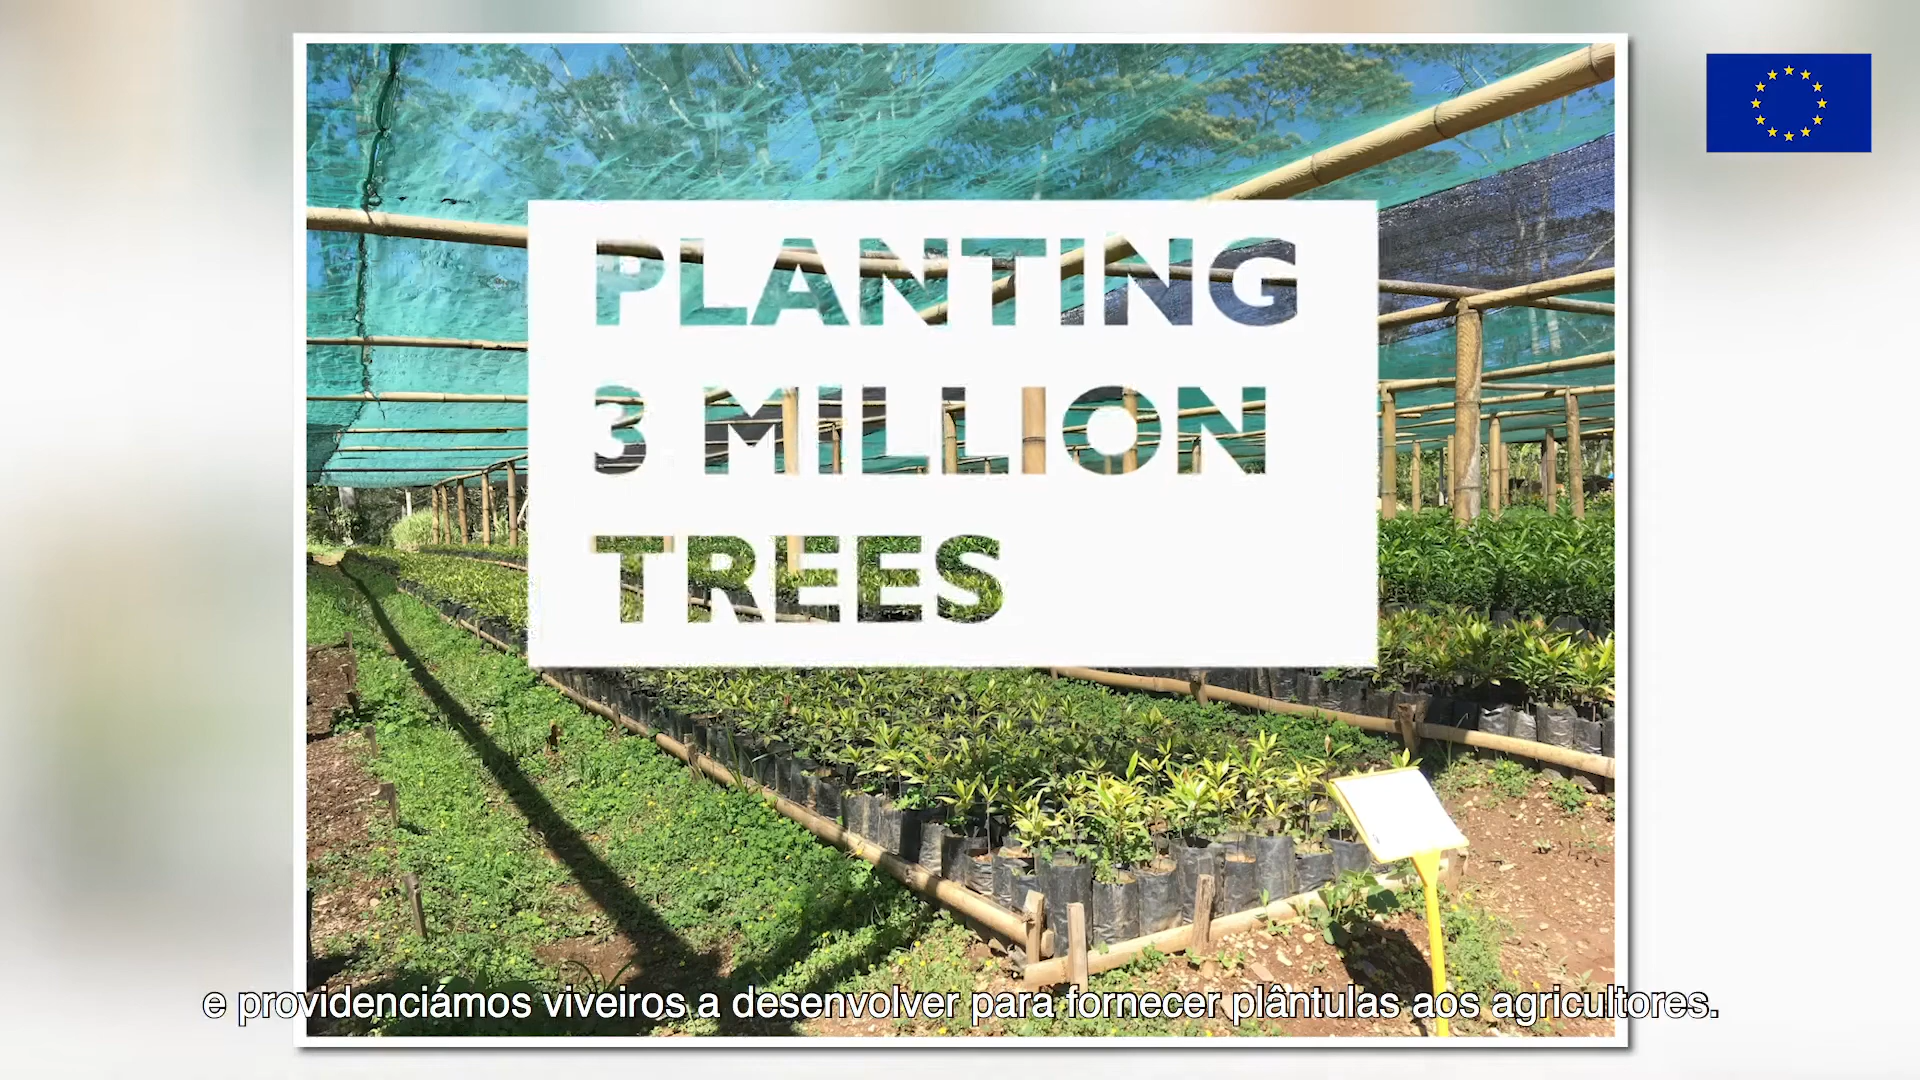 PLANTING
3 MILLION
TREES
e providenciámos viveiros a desenvolver para fornecer plântulas aos agricultores.